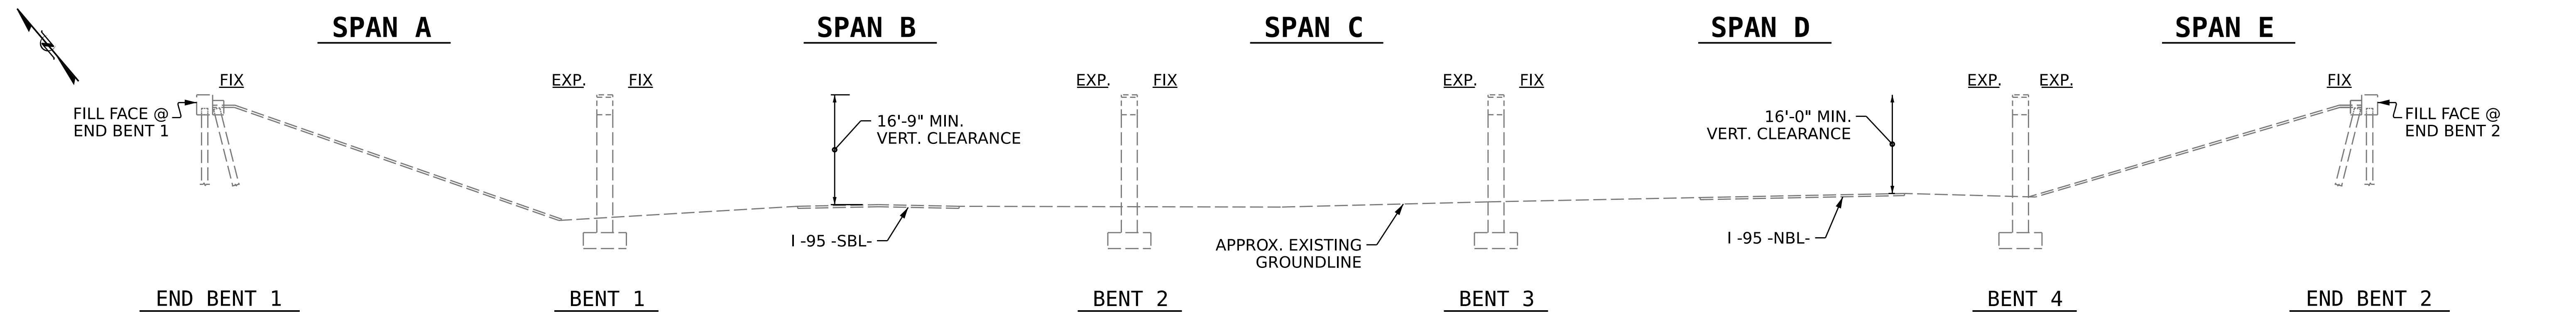 SPAN A
SPAN B
SPAN C
SPAN D
SPAN E
FIX
EXP. FIX
EXP. FIX
EXP. FIX
EXP. EXP.
FIX
FILL FACE @
END BENT 1
16'-9" MIN.
VERT. CLEARANCE
16'-0" MIN.
VERT. CLEARANCE
FILL FACE @
END BENT 2
I -95 -SBL-
APPROX. EXISTING
GROUNDLINE
I -95 -NBL-
END BENT 1
BENT 1
BENT 2
BENT 3
BENT 4
END BENT 2